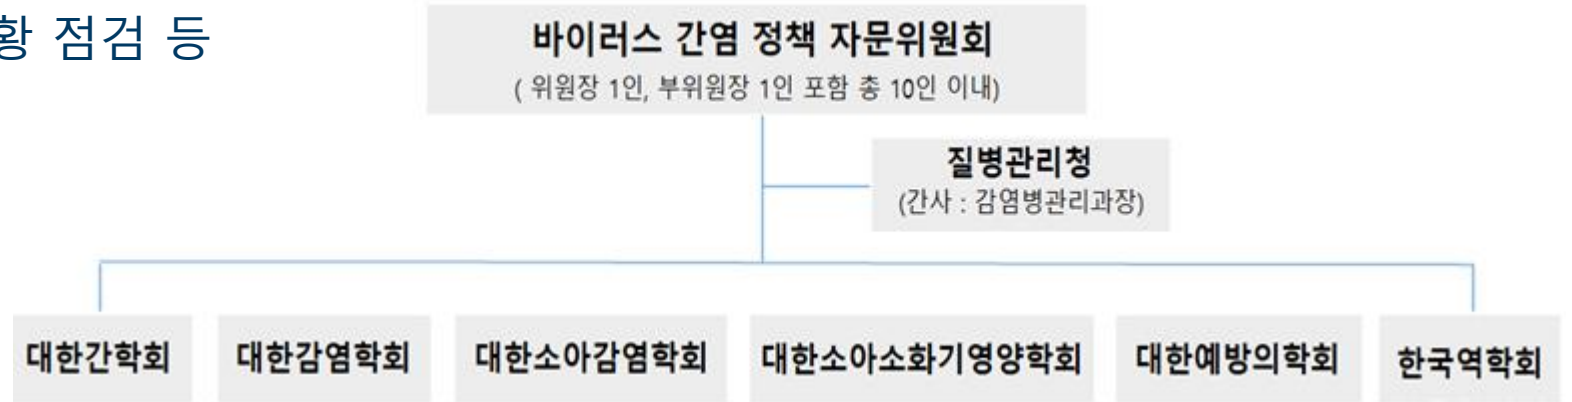 황 점검 등
바이러스 간염 정책 자문위원회
( 위원장 1인, 부위원장 1인 포함 총 10인 이내)
질병관리청
(간사 : 감염병관리과장)
대한간학회
대한감염학회
대한소아감염학회
대한소아소화기영양학회
대한예방의학회
한국역학회